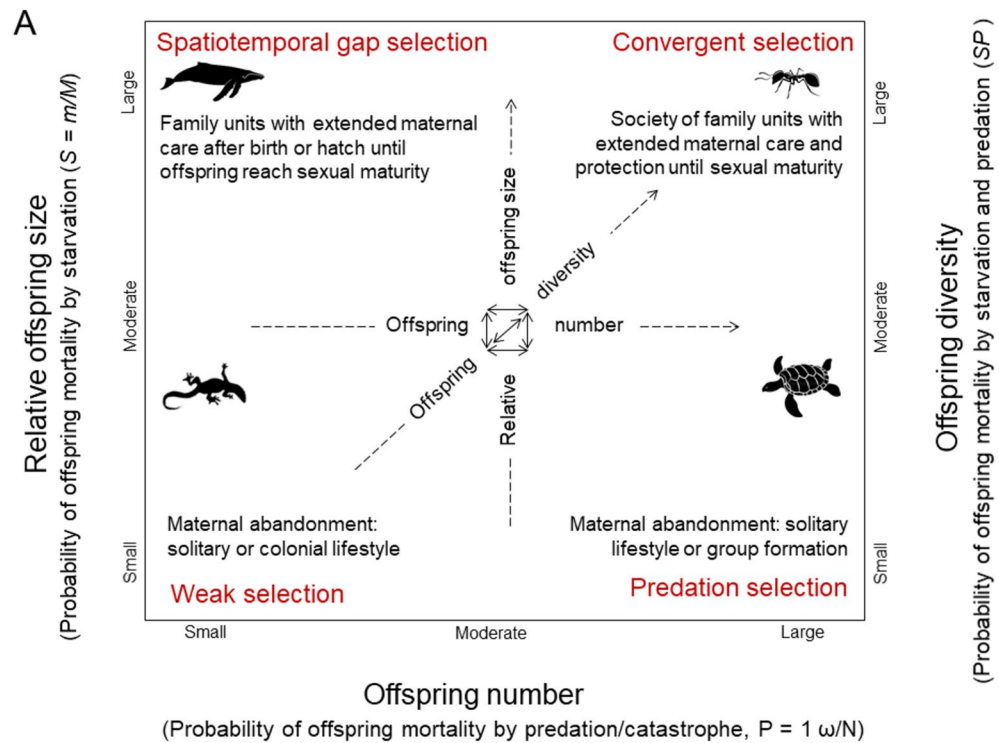 A
Spatiotemporal gap selection
Convergent selection
Family units with extended maternal
care after birth or hatch until
offspring reach sexual maturity
Society of family units with
extended maternal care and
protection until sexual maturity
Relative offspring size
(Probability of offspring mortality by starvation (S = m/M)
Large
Moderate
Small
Relative offspring size
Offspring diversity
Offspring number
Maternal abandonment:
solitary or colonial lifestyle
Weak selection
Maternal abandonment: solitary
lifestyle or group formation
Predation selection
Large
Moderate
Small
Offspring diversity
(Probability of offspring mortality by starvation and predation (SP)
Small
Moderate
Large
Offspring number
(Probability of offspring mortality by predation/catastrophe, P = 1 ω/N)